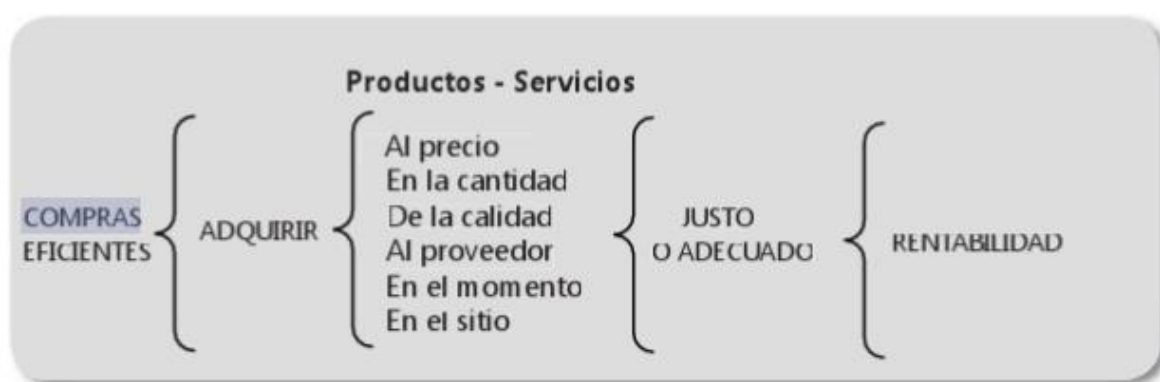 Productos - Servicios
COMPRAS
EFICIENTES
ADQUIRIR
Al precio
En la cantidad
De la calidad
Al proveedor
En el momento
En el sitio
JUSTO
O ADECUADO
RENTABILIDAD